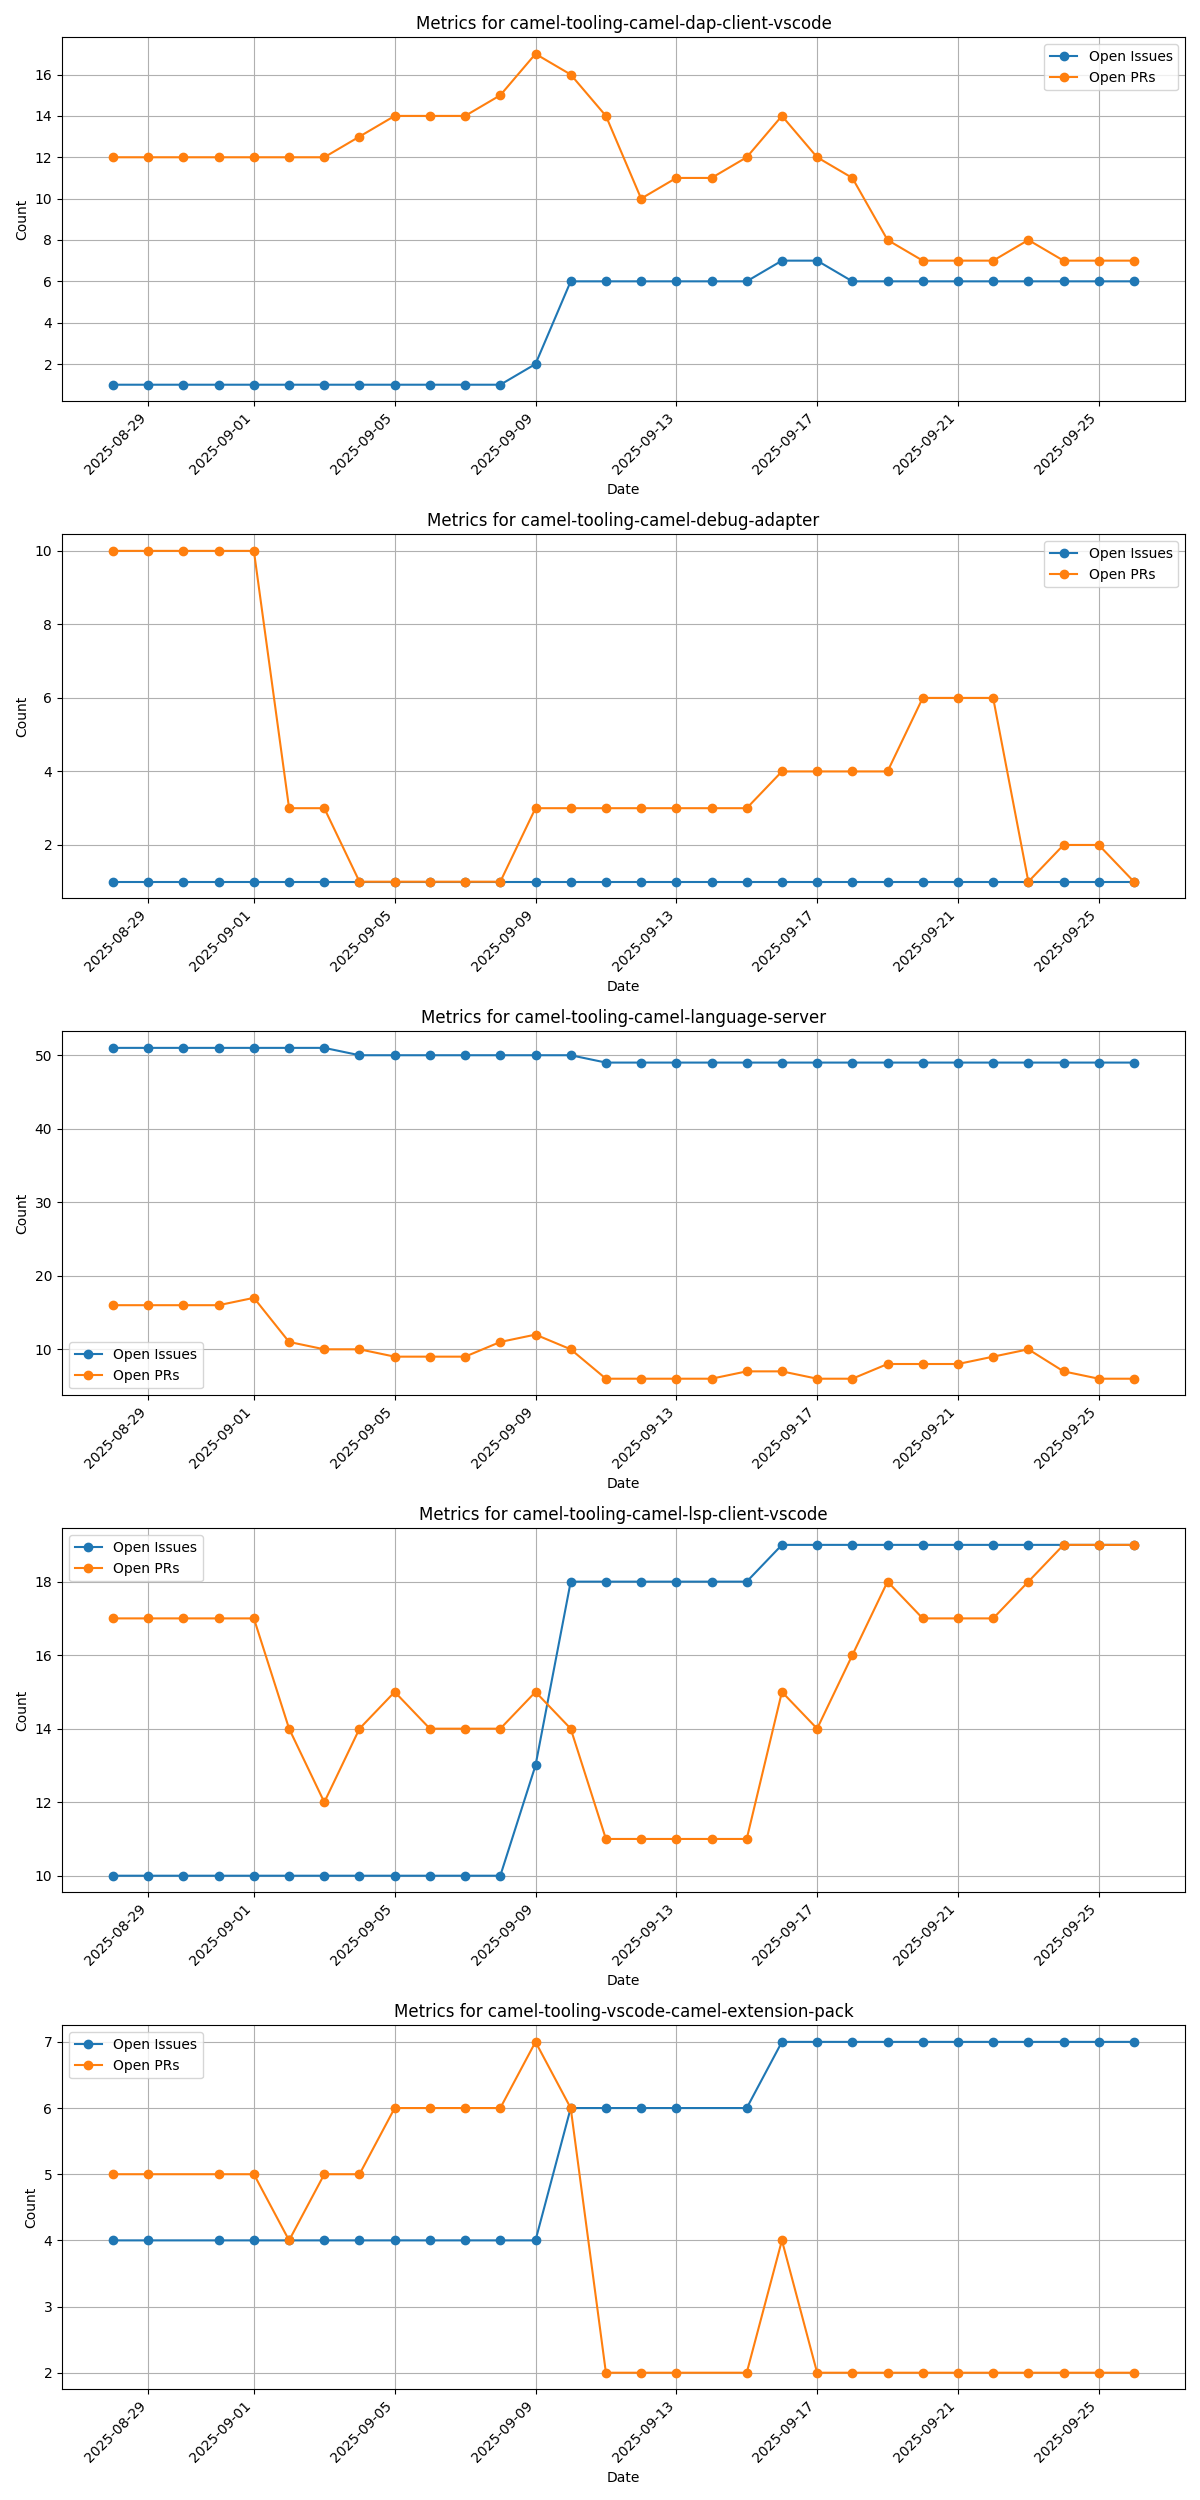 Metrics for camel-tooling-camel-dap-client-vscode
Open Issues
Open PRs
16
14
12
10
8
6
4
2
Count
2025-08-29
2025-09-01
2025-09-05
2025-09-09
2025-09-13
2025-09-17
2025-09-21
2025-09-25
Date
Metrics for camel-tooling-camel-debug-adapter
Open Issues
Open PRs
10
8
6
4
2
Count
2025-08-29
2025-09-01
2025-09-05
2025-09-09
2025-09-13
2025-09-17
2025-09-21
2025-09-25
Date
Metrics for camel-tooling-camel-language-server
50
40
30
20
10
Count
Open Issues
Open PRs
2025-08-29
2025-09-01
2025-09-05
2025-09-09
2025-09-13
2025-09-17
2025-09-21
2025-09-25
Date
Metrics for camel-tooling-camel-lsp-client-vscode
Open Issues
Open PRs
18
16
14
12
10
Count
2025-08-29
2025-09-01
2025-09-05
2025-09-09
2025-09-13
2025-09-17
2025-09-21
2025-09-25
Date
Metrics for camel-tooling-vscode-camel-extension-pack
Open Issues
Open PRs
7
6
5
4
3
2
Count
2025-08-29
2025-09-01
2025-09-05
2025-09-09
2025-09-13
2025-09-17
2025-09-21
2025-09-25
Date